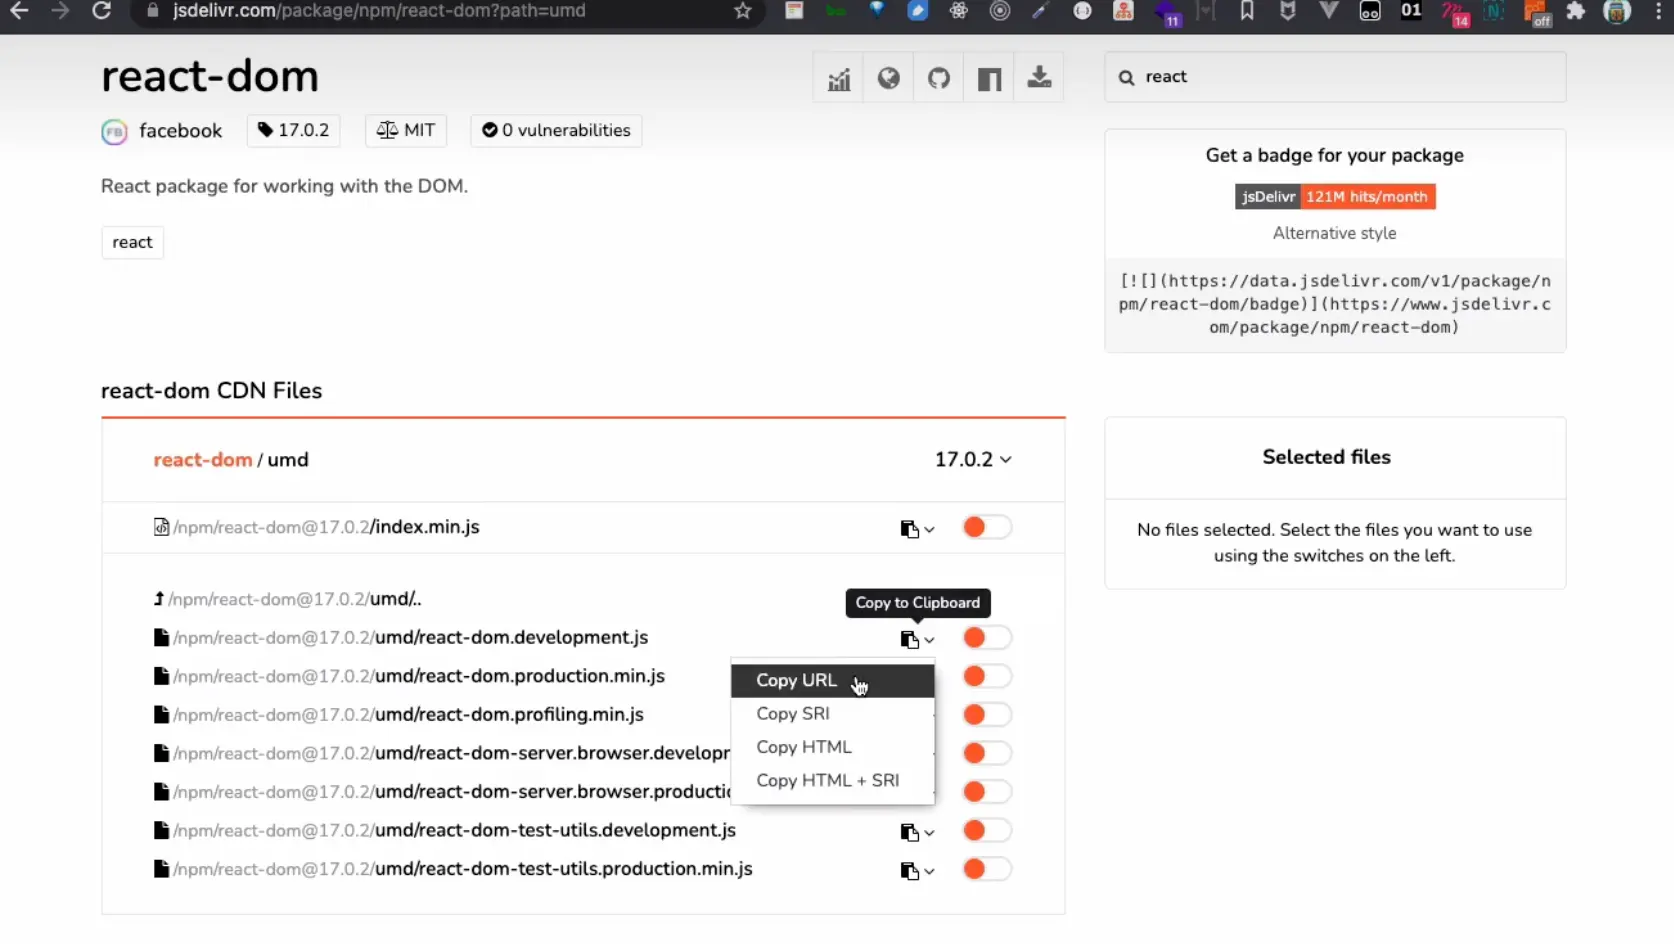 jsdelivr.com/package/npm/react-dom?path=umd
11
01
14
off
react-dom
react
FB facebook 17.0.2 MIT 0 vulnerabilities
React package for working with the DOM.
react
Get a badge for your package
jsDelivr 121M hits/month
Alternative style
[![](https://data.jsdelivr.com/v1/package/n
pm/react-dom/badge)](https://www.jsdelivr.c
om/package/npm/react-dom)
react-dom CDN Files
react-dom / umd 17.0.2
/npm/react-dom@17.0.2/index.min.js
/npm/react-dom@17.0.2/umd/..
Copy to Clipboard
/npm/react-dom@17.0.2/umd/react-dom.development.js
/npm/react-dom@17.0.2/umd/react-dom.production.min.js
/npm/react-dom@17.0.2/umd/react-dom.profiling.min.js
/npm/react-dom@17.0.2/umd/react-dom-server.browser.develop
/npm/react-dom@17.0.2/umd/react-dom-server.browser.producti
/npm/react-dom@17.0.2/umd/react-dom-test-utils.development.js
/npm/react-dom@17.0.2/umd/react-dom-test-utils.production.min.js
Copy URL
Copy SRI
Copy HTML
Copy HTML + SRI
Selected files
No files selected. Select the files you want to use
using the switches on the left.